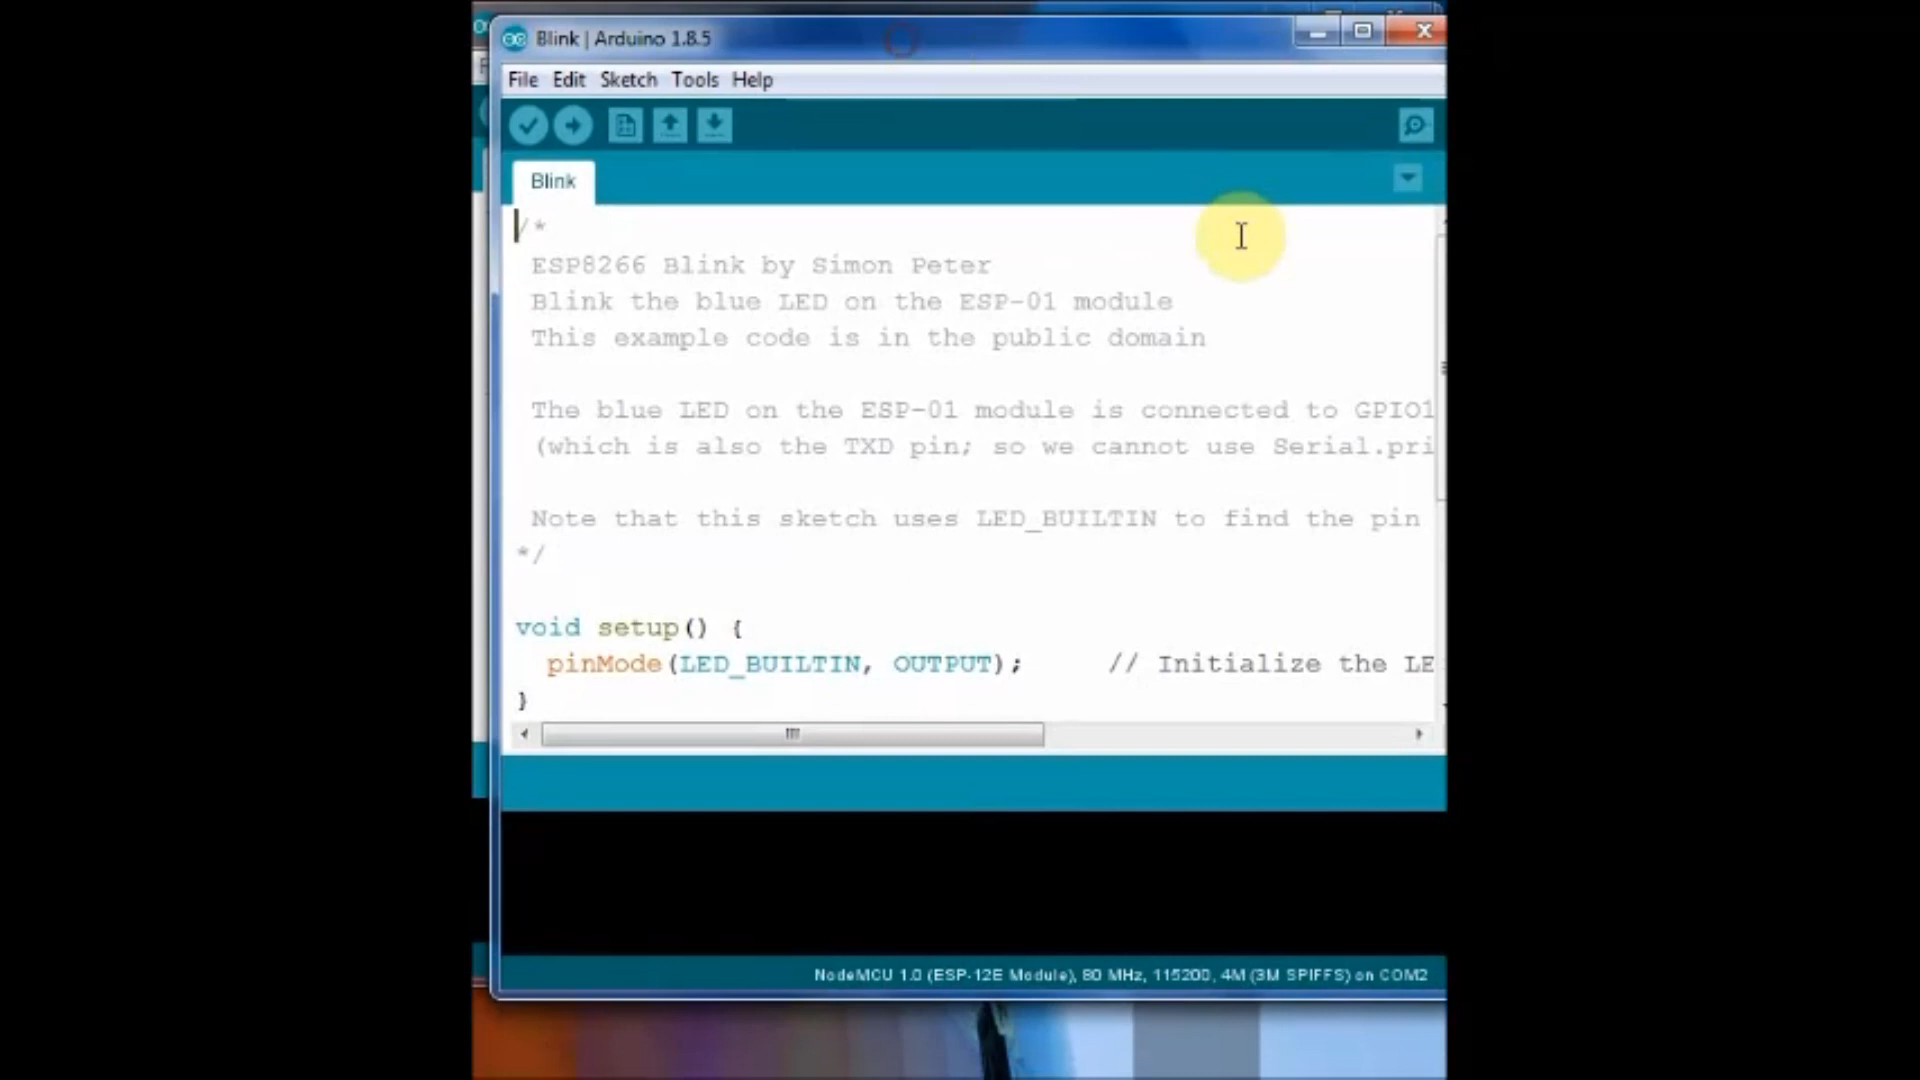 Blink | Arduino 1.8.5
File Edit Sketch Tools Help
Blink
/*
ESP8266 Blink by Simon Peter
Blink the blue LED on the ESP-01 module
This example code is in the public domain
The blue LED on the ESP-01 module is connected to GPIO1
(which is also the TXD pin; so we cannot use Serial.pri
Note that this sketch uses LED_BUILTIN to find the pin
*/
void setup() {
pinMode(LED_BUILTIN, OUTPUT); // Initialize the LE
}
NodeMCU 1.0 (ESP-12E Module), 80 MHz, 115200, 4M (3M SPIFFS) on COM2